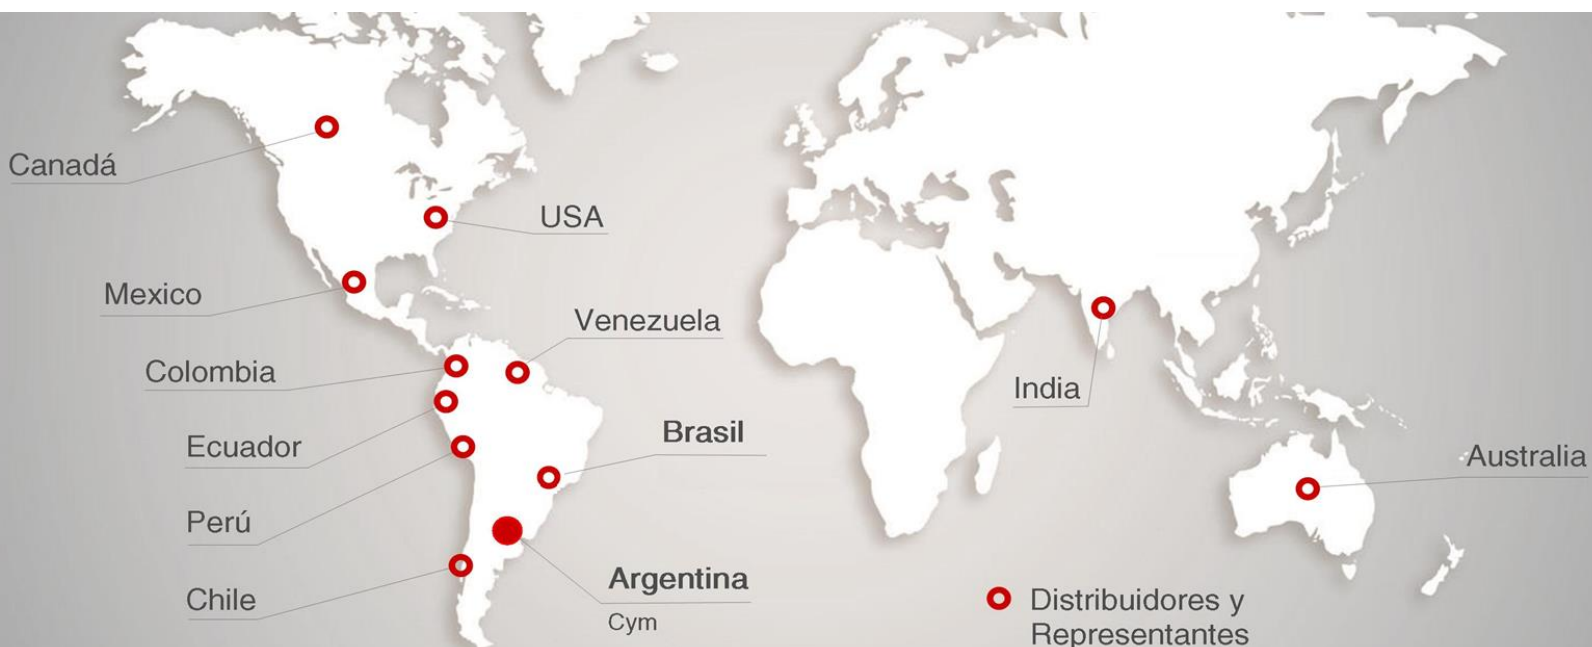 Canadá
USA
Mexico
Venezuela
Colombia
India
Ecuador
Brasil
Australia
Perú
Argentina
Cym
Chile
Distribuidores y
Representantes